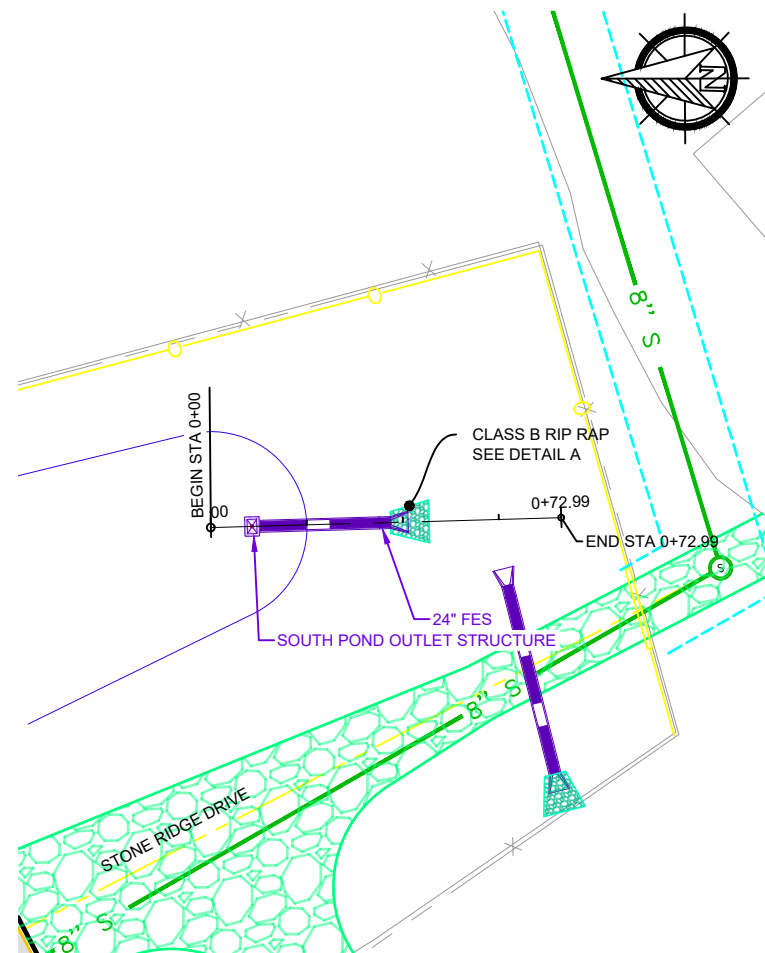 N
8" S
BEGIN STA 0+00
00
CLASS B RIP RAP
SEE DETAIL A
0+72.99
END STA 0+72.99
S
24" FES
SOUTH POND OUTLET STRUCTURE
8" S
STONE RIDGE DRIVE
8" S